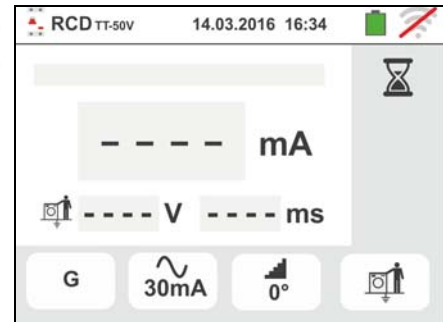 RCD TT-50V 14.03.2016 16:34
- - - - mA
- - - - V - - - - ms
G 30mA 0°